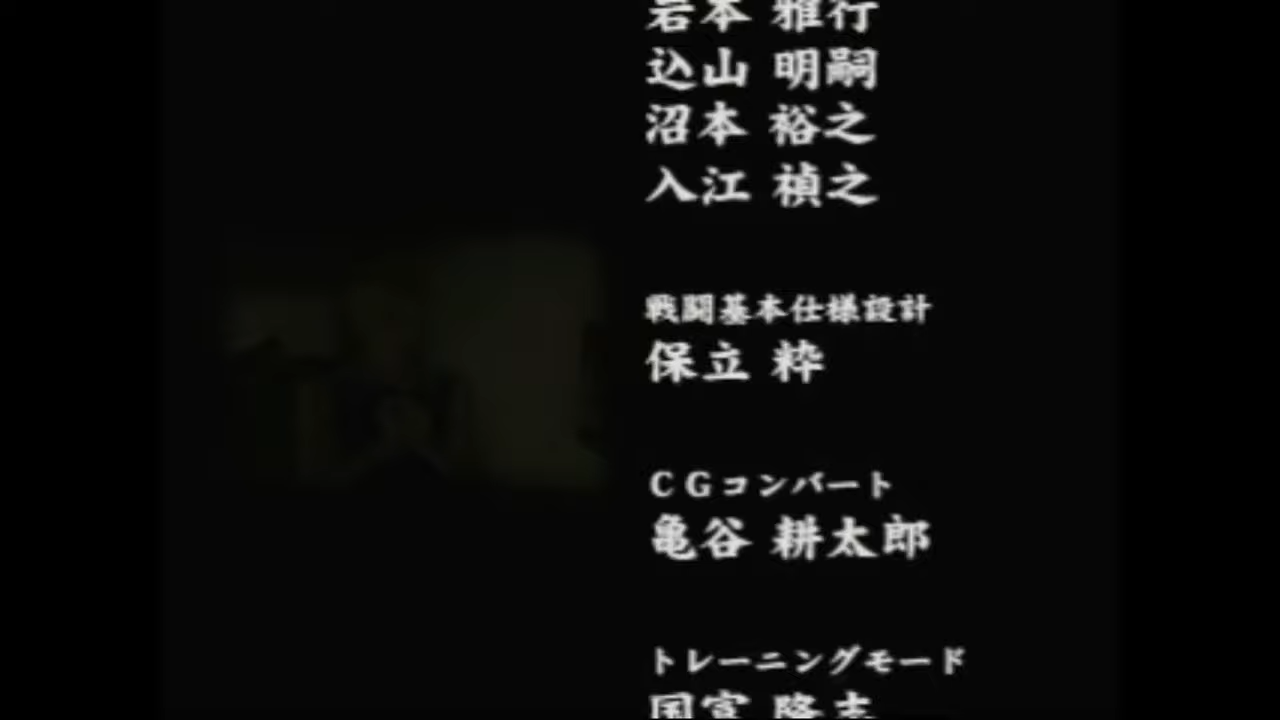 岩本 雅行
込山 明嗣
沼本 裕之
入江 禎之
戦闘基本仕様設計
保立 粋
CGコンバート
亀谷 耕太郎
トレーニングモード